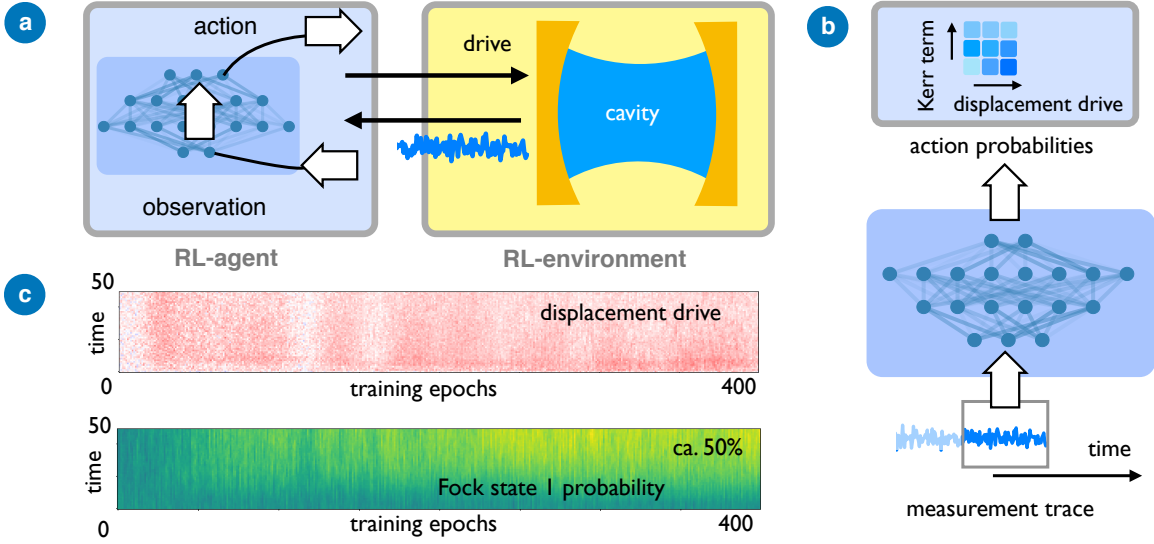 a
action
observation
RL-agent
drive
cavity
RL-environment
b
Kerr term
displacement drive
action probabilities
time
measurement trace
c
50
time
displacement drive
0
training epochs
400
50
time
ca. 50%
Fock state 1 probability
0
training epochs
400